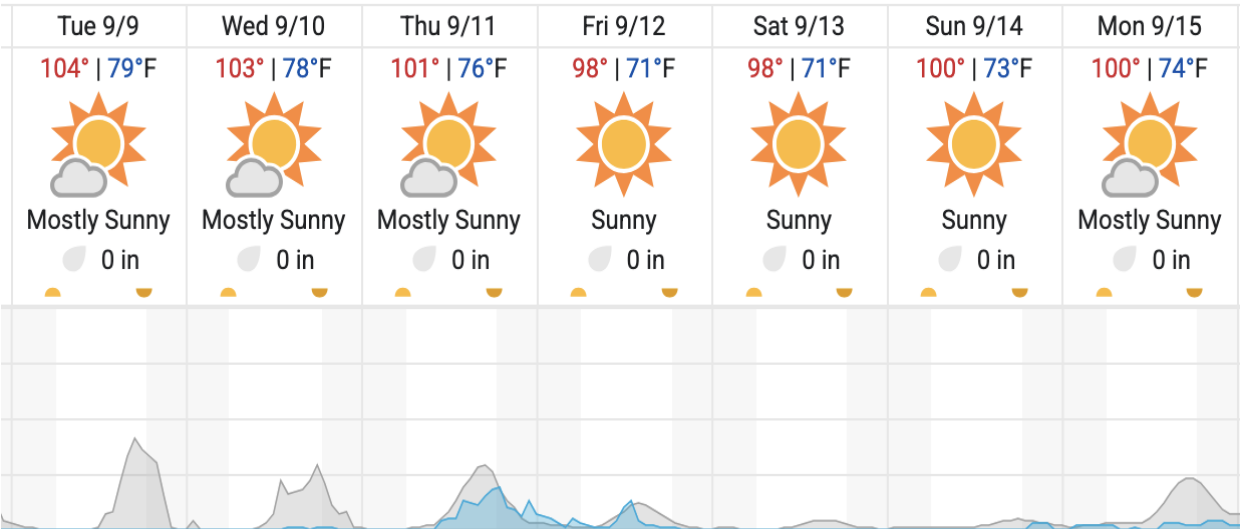 Tue 9/9 Wed 9/10 Thu 9/11 Fri 9/12 Sat 9/13 Sun 9/14 Mon 9/15
104° | 79°F 103° | 78°F 101° | 76°F 98° | 71°F 98° | 71°F 100° | 73°F 100° | 74°F
Mostly Sunny Mostly Sunny Mostly Sunny Sunny Sunny Sunny Mostly Sunny
0 in 0 in 0 in 0 in 0 in 0 in 0 in